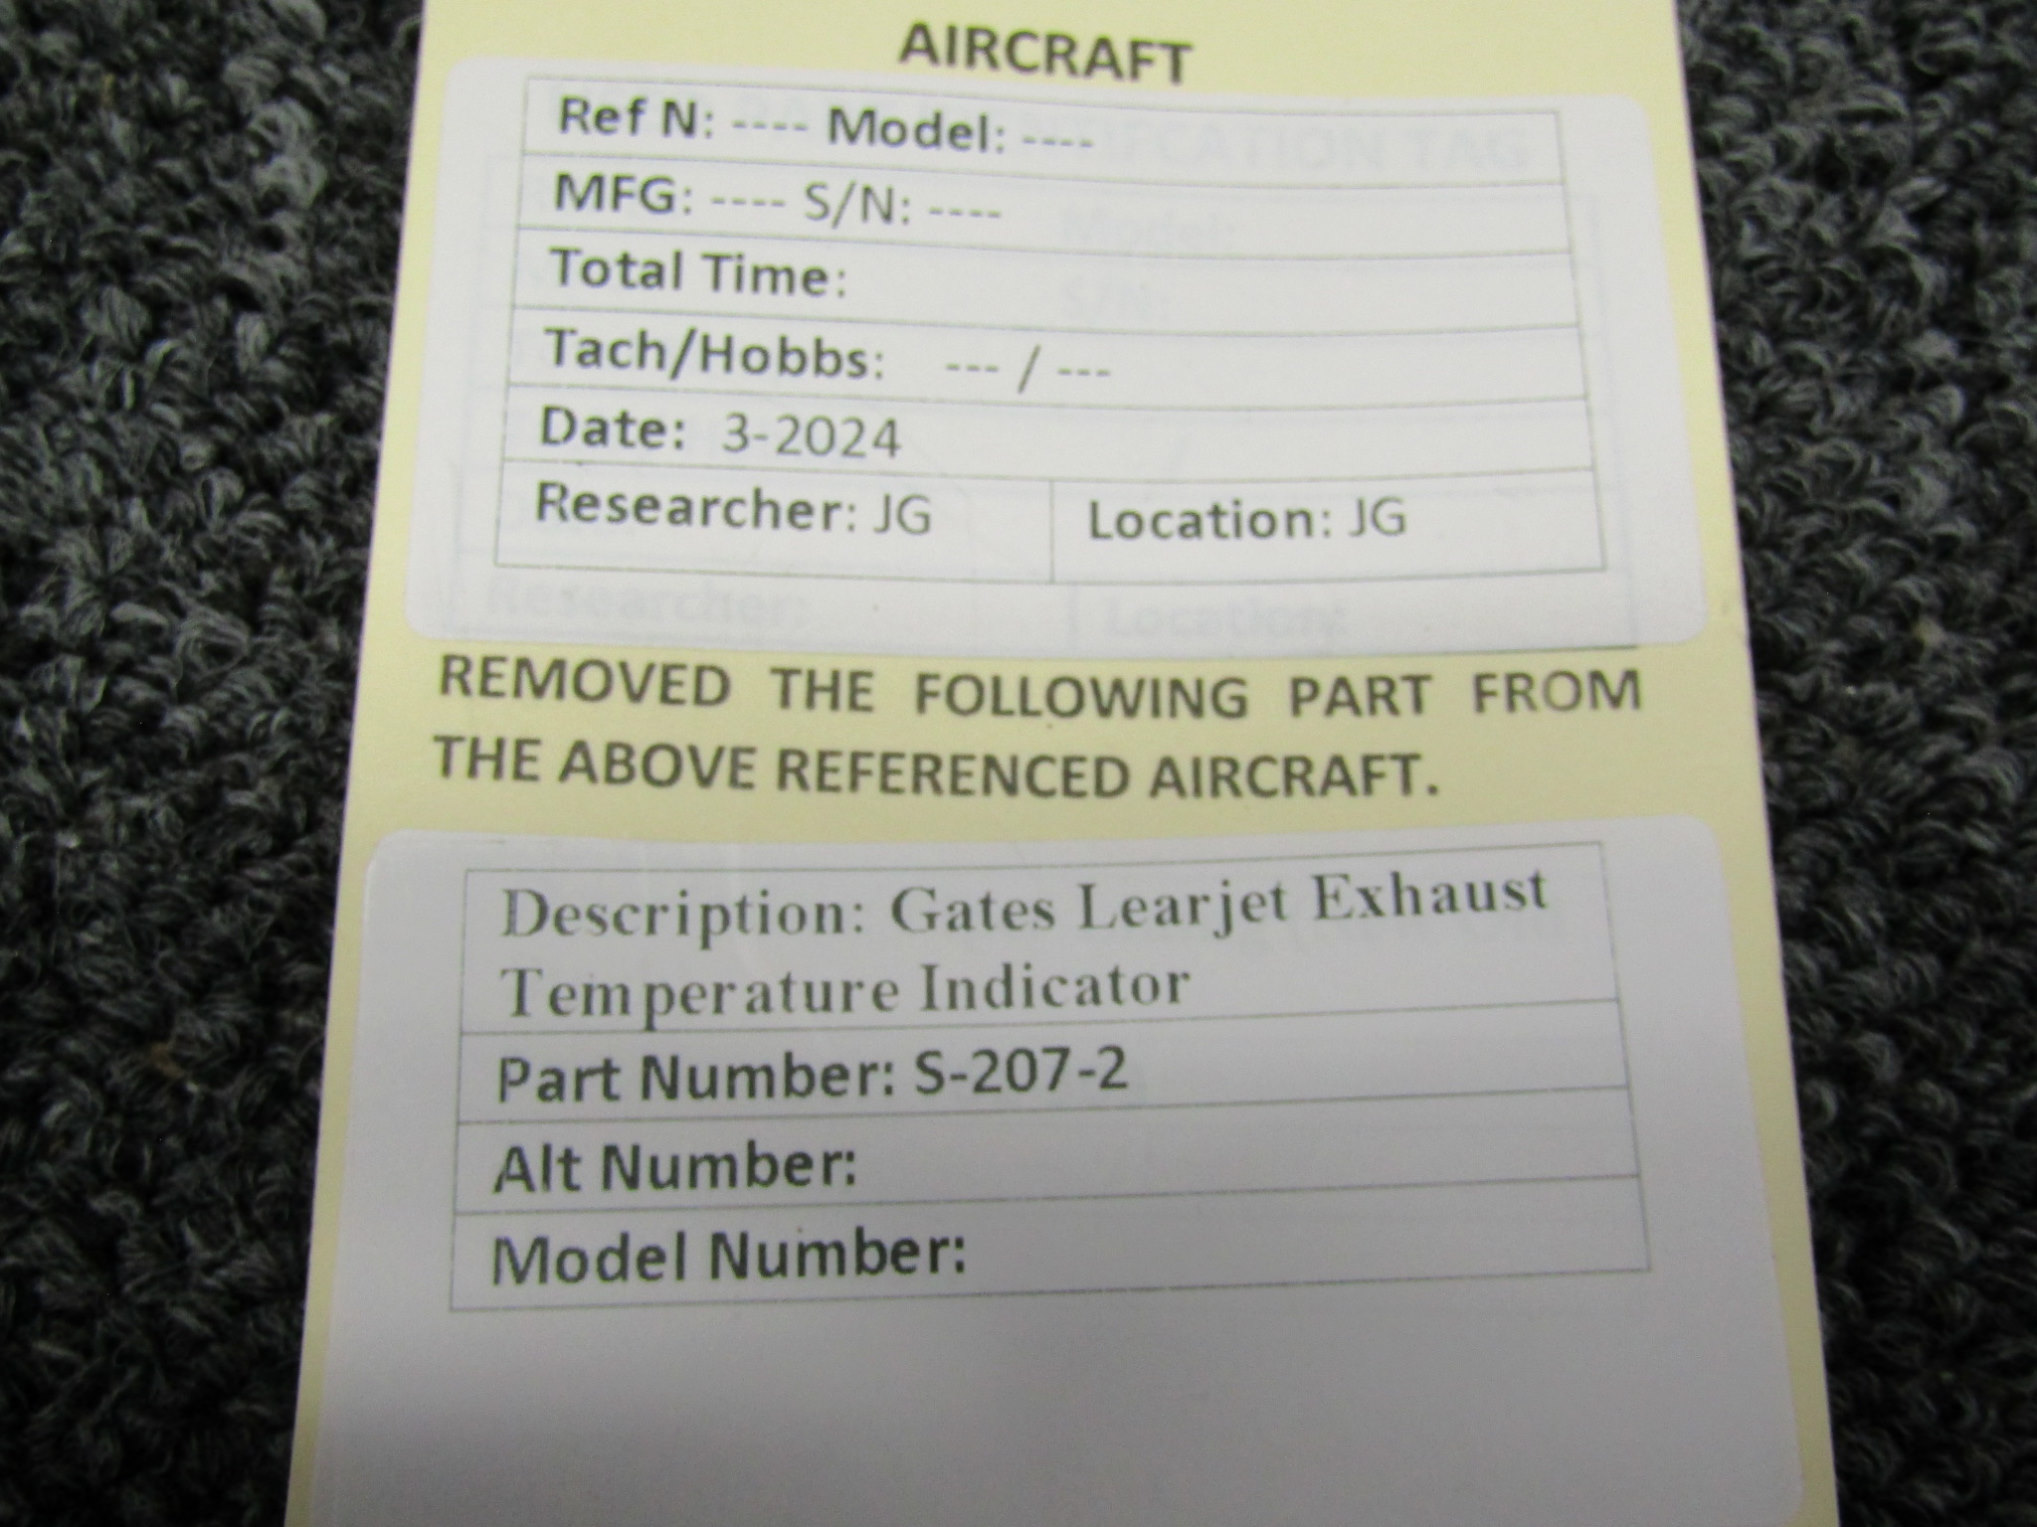 AIRCRAFT
Ref N: ---- Model: ----
MFG: ---- S/N: ----
Total Time:
Tach/Hobbs: --- / ---
Date: 3-2024
Researcher: JG Location: JG
Researcher: Location:
REMOVED THE FOLLOWING PART FROM
THE ABOVE REFERENCED AIRCRAFT.
Description: Gates Learjet Exhaust
Temperature Indicator
Part Number: S-207-2
Alt Number:
Model Number: